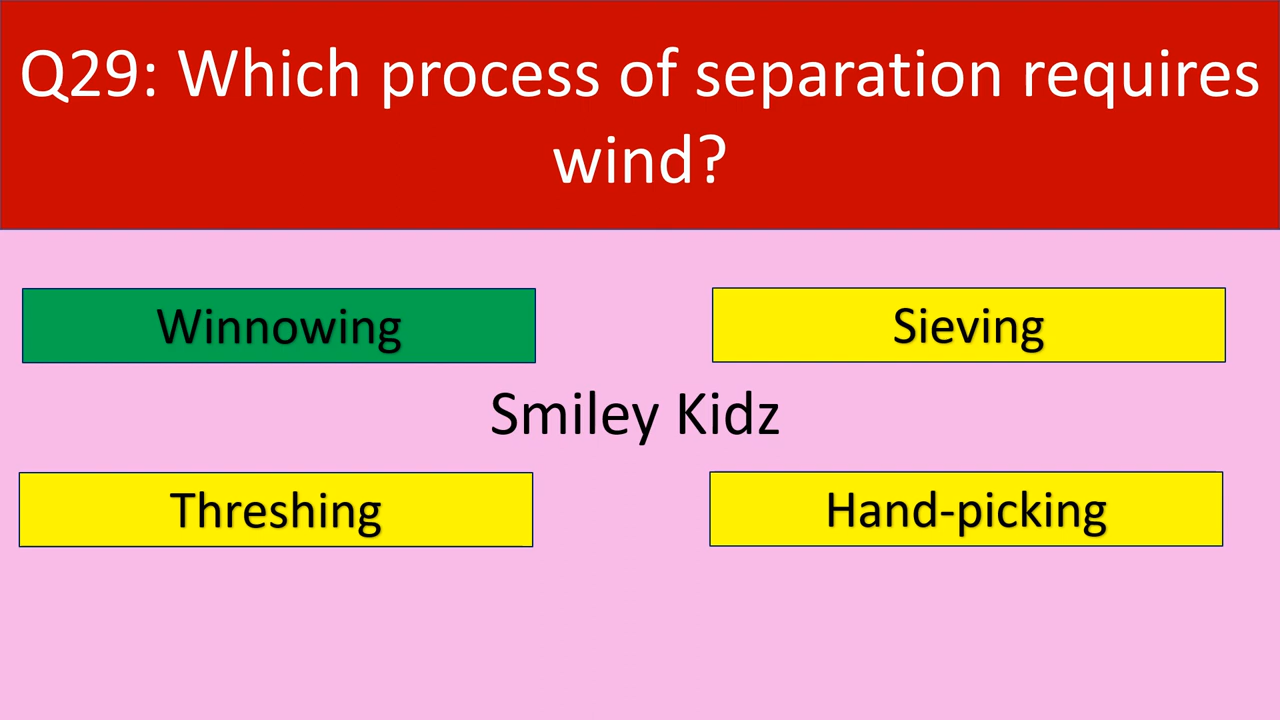 Q29: Which process of separation requires
wind?
Winnowing
Sieving
Smiley Kidz
Threshing
Hand-picking